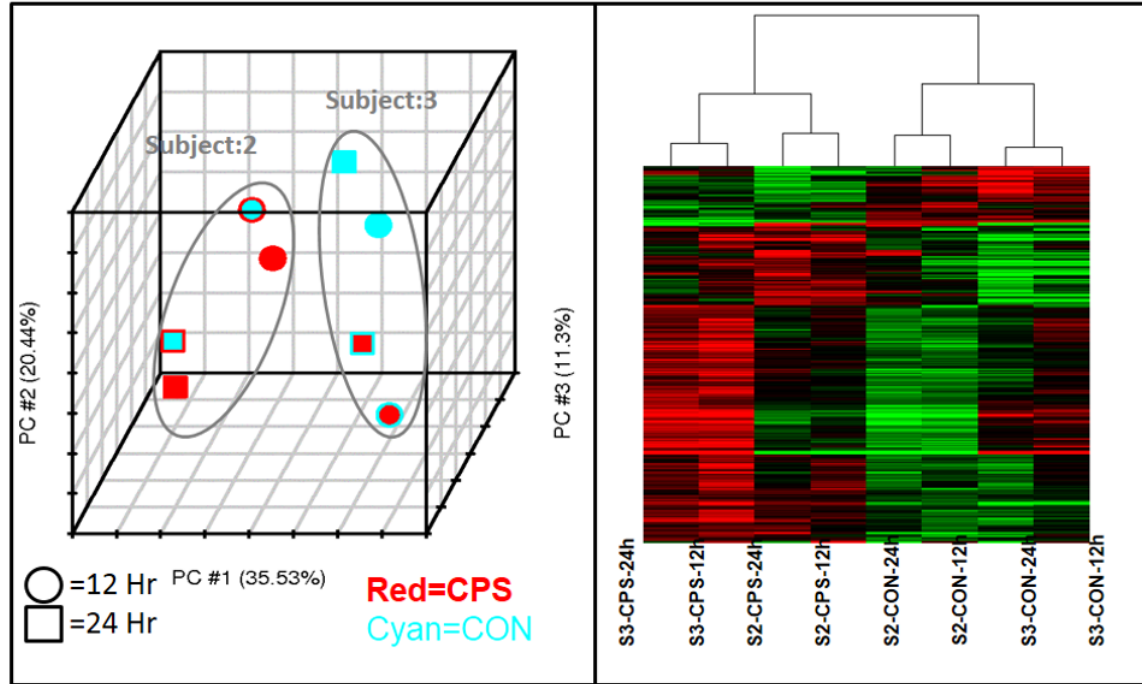 Subject:3
Subject:2
PC #2 (20.44%)
PC #3 (11.3%)
PC #1 (35.53%)
=12 Hr
=24 Hr
Red=CPS
Cyan=CON
S3-CPS-24h
S3-CPS-12h
S2-CPS-24h
S2-CPS-12h
S2-CON-24h
S2-CON-12h
S3-CON-24h
S3-CON-12h